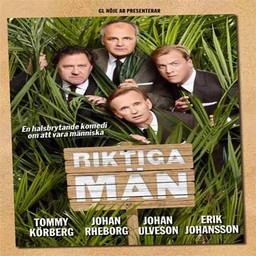 GL NÖJE AB PRESENTERAR
En halsbrytande komedi
om att vara människa
RIKTIGA
MÄN
TOMMY JOHAN JOHAN ERIK
KÖRBERG RHEBORG ULVESON JOHANSSON